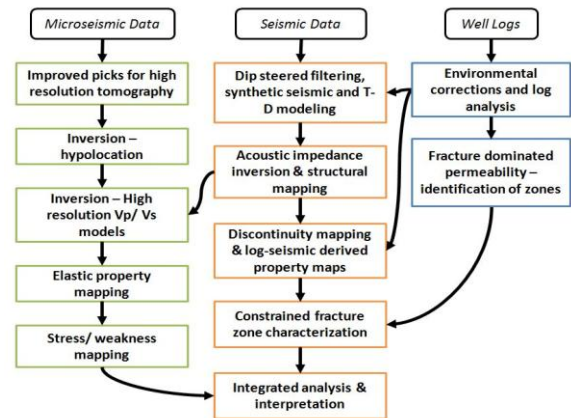 Microseismic Data
Seismic Data
Well Logs
Improved picks for high
resolution tomography
Inversion –
hypolocation
Inversion – High
resolution Vp/ Vs
models
Elastic property
mapping
Stress/ weakness
mapping
Dip steered filtering,
synthetic seismic and T-
D modeling
Acoustic impedance
inversion & structural
mapping
Discontinuity mapping
& log-seismic derived
property maps
Constrained fracture
zone characterization
Integrated analysis &
interpretation
Environmental
corrections and log
analysis
Fracture dominated
permeability –
identification of zones